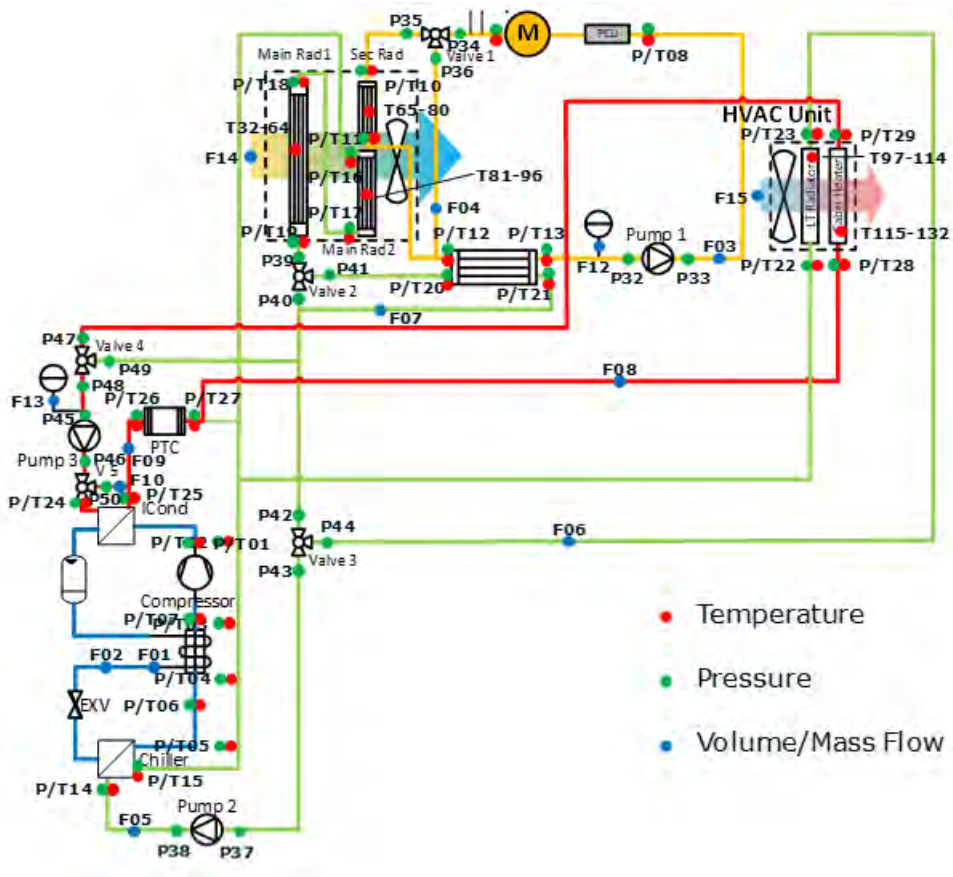 P35
P34
M
PEU
Valve 1
P36
P/T08
Main Rad1
Sec Rad
P/T18
P/T10
T65-80
HVAC Unit
T32-64
P/T11
P/T23
P/T29
F14
P/T16
T81-96
T97-114
LT Radiator
Cabin Heater
F15
P/T17
F04
T115-132
P/T19
Main Rad2
P/T12
P/T13
Pump 1
F03
P39
P41
F12
P32
P33
P/T22
P/T28
Valve 2
P/T20
P/T21
P40
F07
P47
Valve 4
P49
P48
F08
F13
P/T26
P/T27
P45
PTC
Pump 3
P46
F09
V 5
F10
P/T24
P50
P/T25
ICond
P42
P44
F06
P/T01
Valve 3
P43
Compressor
P/T07
Temperature
F02
F01
P/T04
Pressure
EXV
P/T06
P/T05
Volume/Mass Flow
Chiller
P/T14
P/T15
Pump 2
F05
P38
P37